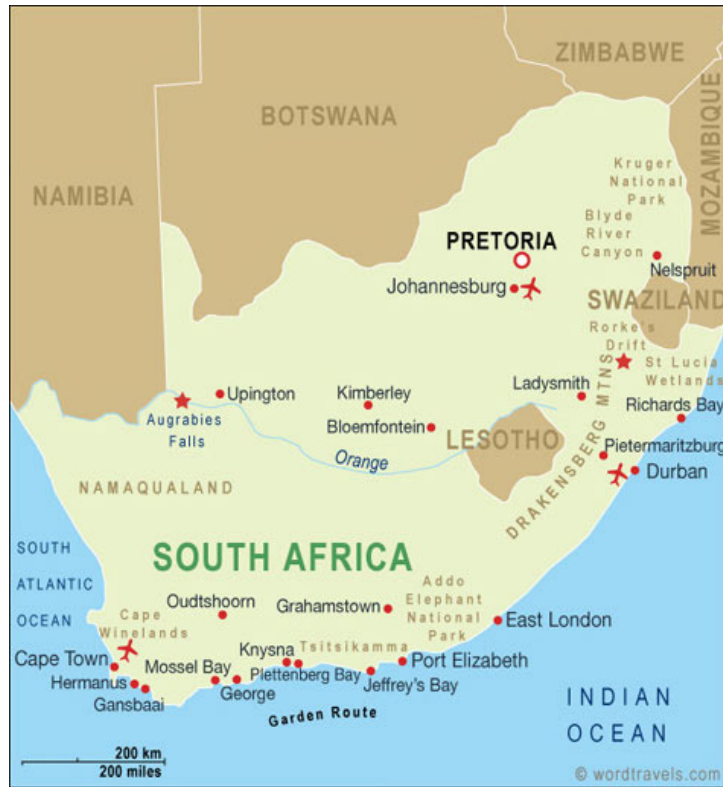 ZIMBABWE
BOTSWANA
MOZAMBIQUE
NAMIBIA
Kruger
National
Park
Blyde
River
Canyon
PRETORIA
Nelspruit
Johannesburg
SWAZILAND
Rorke's
Drift
St Lucia
Wetlands
Upington
Kimberley
Ladysmith
Augrabies
Falls
Bloemfontein
Richards Bay
LESOTHO
DRAKENSBERG MTNS
Pietermaritzburg
Orange
Durban
NAMAQUALAND
SOUTH AFRICA
SOUTH
ATLANTIC
OCEAN
Oudtshoorn
Grahamstown
Addo
Elephant
National
Park
Cape
Winelands
East London
Cape Town
Mossel Bay
Knysna
Tsitsikamma
Port Elizabeth
Hermanus
Plettenberg Bay
George
Jeffrey's Bay
Gansbaai
Garden Route
INDIAN
OCEAN
200 km
200 miles
© wordtravels.com